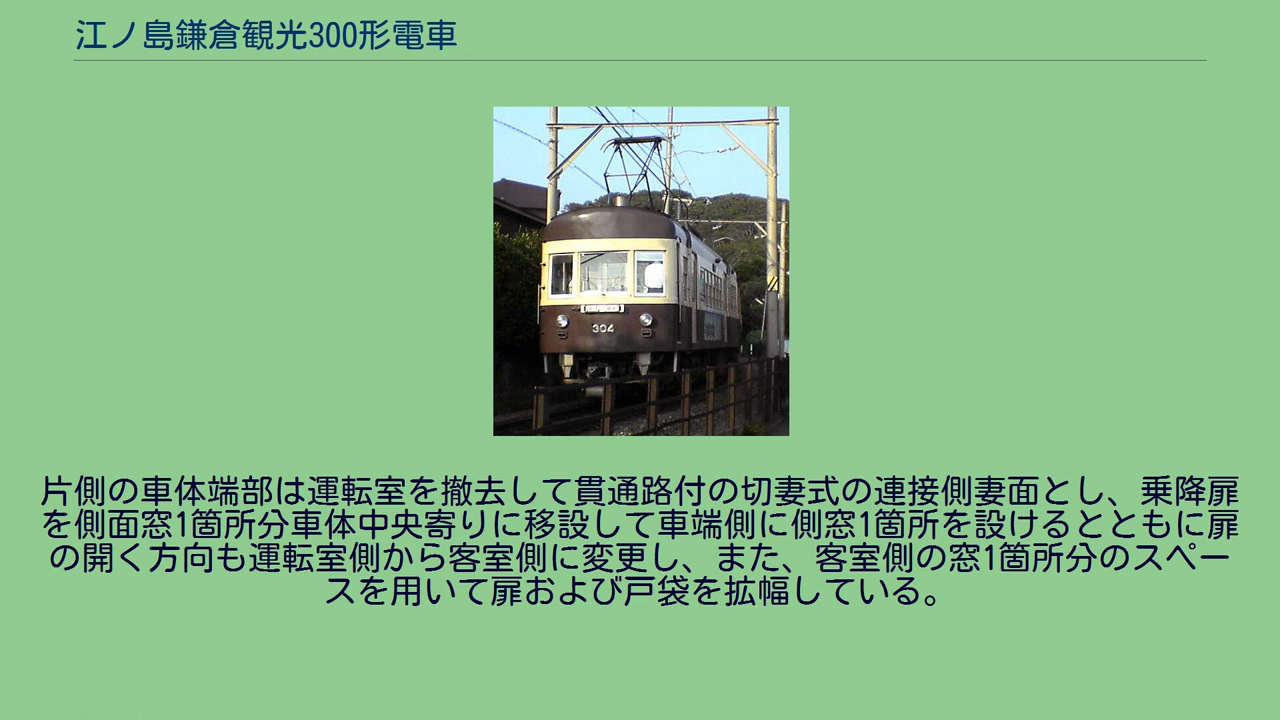 江ノ島鎌倉観光300形電車
304
片側の車体端部は運転室を撤去して貫通路付の切妻式の連接側妻面とし、乗降扉
を側面窓1箇所分車体中央寄りに移設して車端側に側窓1箇所を設けるとともに扉
の開く方向も運転室側から客室側に変更し、また、客室側の窓1箇所分のスペー
スを用いて扉および戸袋を拡幅している。